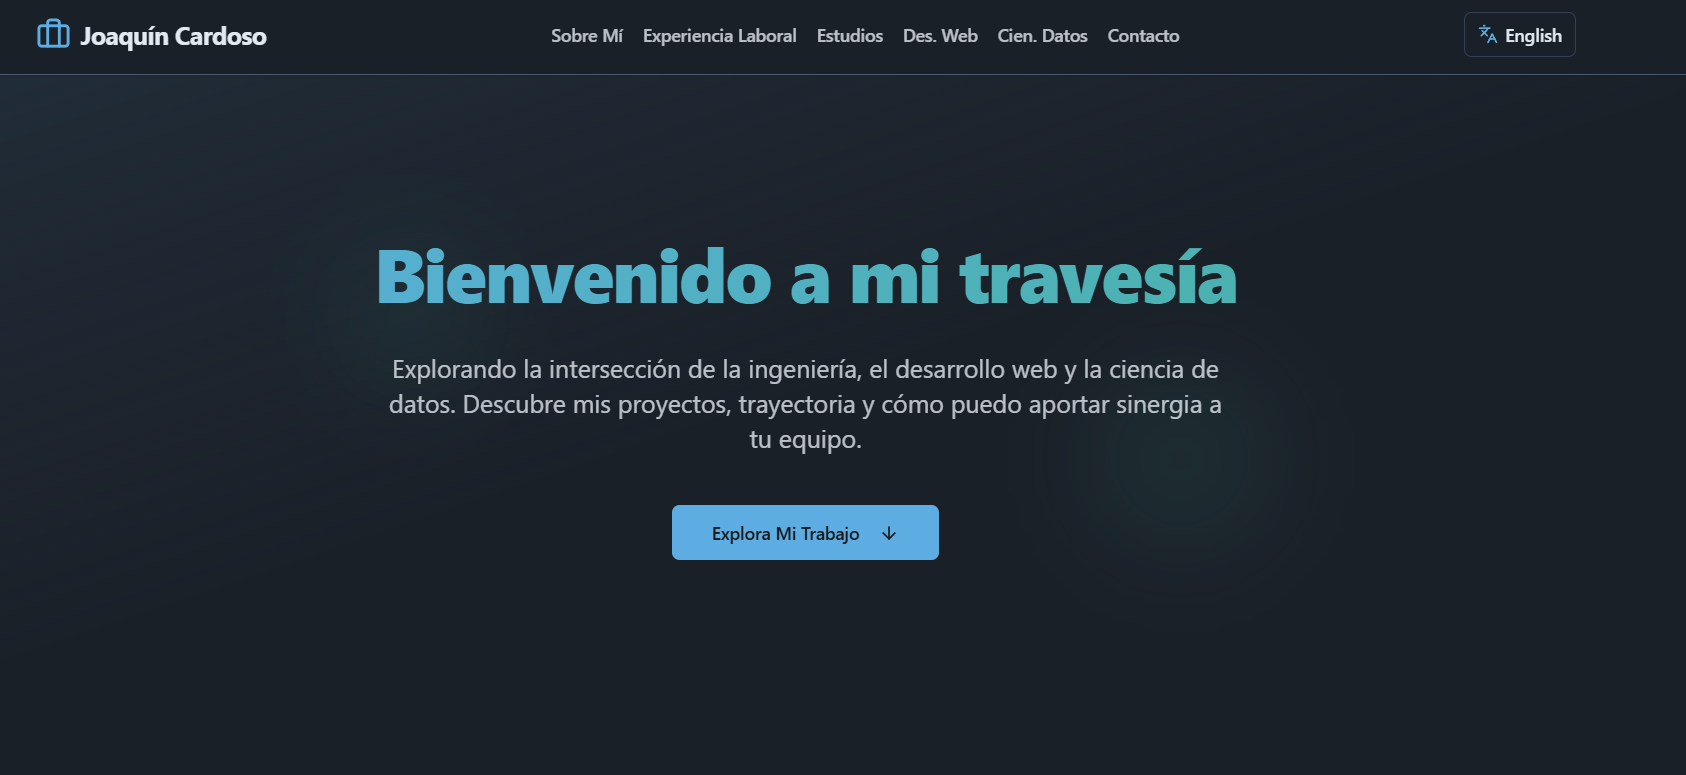 Joaquín Cardoso
Sobre Mí
Experiencia Laboral
Estudios
Des. Web
Cien. Datos
Contacto
English
Bienvenido a mi travesía
Explorando la intersección de la ingeniería, el desarrollo web y la ciencia de
datos. Descubre mis proyectos, trayectoria y cómo puedo aportar sinergia a
tu equipo.
Explora Mi Trabajo